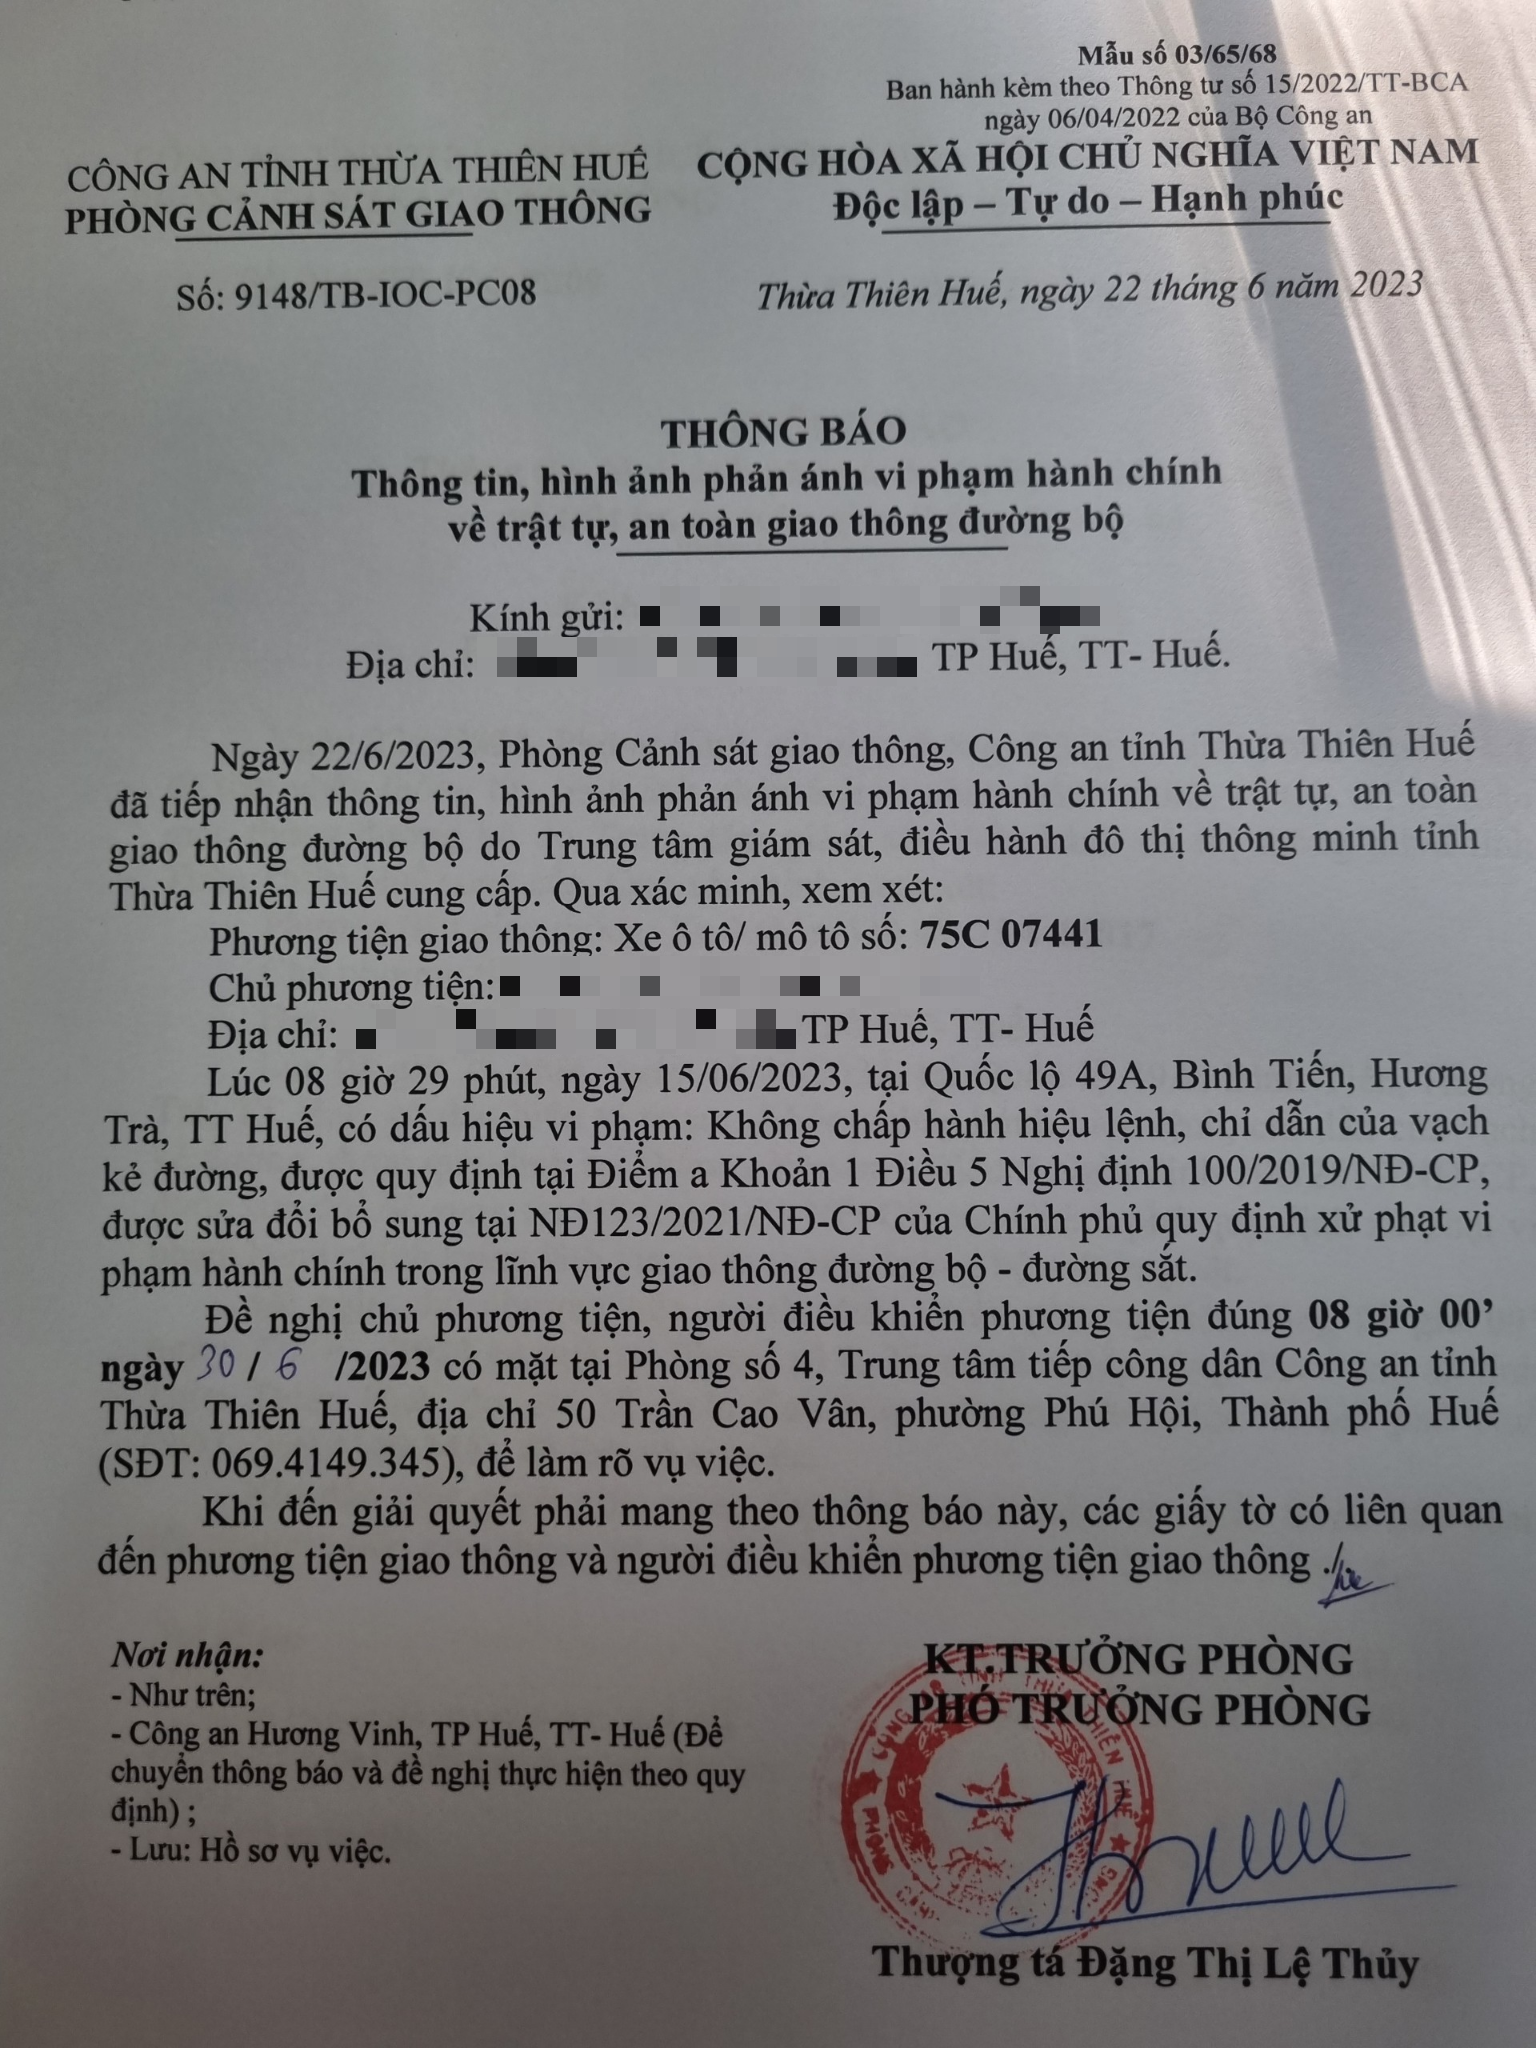 Mẫu số 03/65/68
Ban hành kèm theo Thông tư số 15/2022/TT-BCA
ngày 06/04/2022 của Bộ Công an
CÔNG AN TỈNH THỪA THIÊN HUẾ
PHÒNG CẢNH SÁT GIAO THÔNG
CỘNG HÒA XÃ HỘI CHỦ NGHĨA VIỆT NAM
Độc lập – Tự do – Hạnh phúc
Số: 9148/TB-IOC-PC08
Thừa Thiên Huế, ngày 22 tháng 6 năm 2023
THÔNG BÁO
Thông tin, hình ảnh phản ánh vi phạm hành chính
về trật tự, an toàn giao thông đường bộ
Kính gửi:
Địa chỉ: TP Huế, TT- Huế.
Ngày 22/6/2023, Phòng Cảnh sát giao thông, Công an tỉnh Thừa Thiên Huế
đã tiếp nhận thông tin, hình ảnh phản ánh vi phạm hành chính về trật tự, an toàn
giao thông đường bộ do Trung tâm giám sát, điều hành đô thị thông minh tỉnh
Thừa Thiên Huế cung cấp. Qua xác minh, xem xét:
Phương tiện giao thông: Xe ô tô/ mô tô số: 75C 07441
Chủ phương tiện:
Địa chỉ: TP Huế, TT- Huế
Lúc 08 giờ 29 phút, ngày 15/06/2023, tại Quốc lộ 49A, Bình Tiến, Hương
Trà, TT Huế, có dấu hiệu vi phạm: Không chấp hành hiệu lệnh, chỉ dẫn của vạch
kẻ đường, được quy định tại Điểm a Khoản 1 Điều 5 Nghị định 100/2019/NĐ-CP,
được sửa đổi bổ sung tại NĐ123/2021/NĐ-CP của Chính phủ quy định xử phạt vi
phạm hành chính trong lĩnh vực giao thông đường bộ - đường sắt.
Đề nghị chủ phương tiện, người điều khiển phương tiện đúng 08 giờ 00’
ngày 30 / 6 /2023 có mặt tại Phòng số 4, Trung tâm tiếp công dân Công an tỉnh
Thừa Thiên Huế, địa chỉ 50 Trần Cao Vân, phường Phú Hội, Thành phố Huế
(SĐT: 069.4149.345), để làm rõ vụ việc.
Khi đến giải quyết phải mang theo thông báo này, các giấy tờ có liên quan
đến phương tiện giao thông và người điều khiển phương tiện giao thông ./.
Nơi nhận:
- Như trên;
- Công an Hương Vinh, TP Huế, TT- Huế (Để
chuyển thông báo và đề nghị thực hiện theo quy
định) ;
- Lưu: Hồ sơ vụ việc.
KT.TRƯỞNG PHÒNG
PHÓ TRƯỞNG PHÒNG
Thượng tá Đặng Thị Lệ Thủy